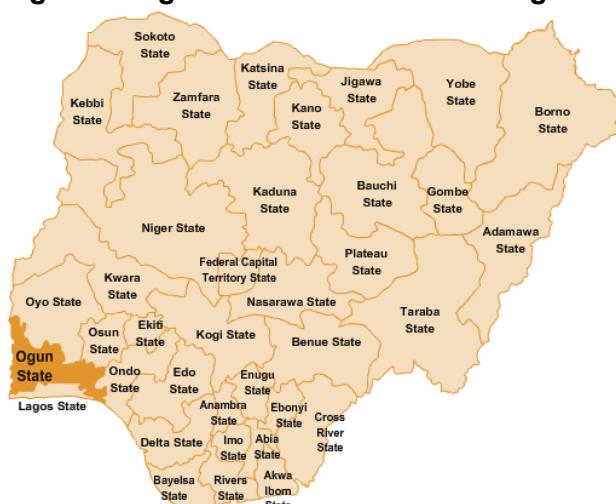 Sokoto
State
Katsina
State
Jigawa
State
Yobe
State
Kebbi
State
Zamfara
State
Kano
State
Borno
State
Kaduna
State
Bauchi
State
Gombe
State
Niger State
Adamawa
State
Federal Capital
Territory State
Plateau
State
Kwara
State
Oyo State
Nasarawa State
Taraba
State
Osun
State
Ekiti
State
Kogi State
Benue State
Ogun
State
Ondo
State
Edo
State
Enugu
State
Lagos State
Anambra
State
Ebonyi
State
Cross
River
State
Delta State
Imo
State
Abia
State
Bayelsa
State
Rivers
State
Akwa
Ibom